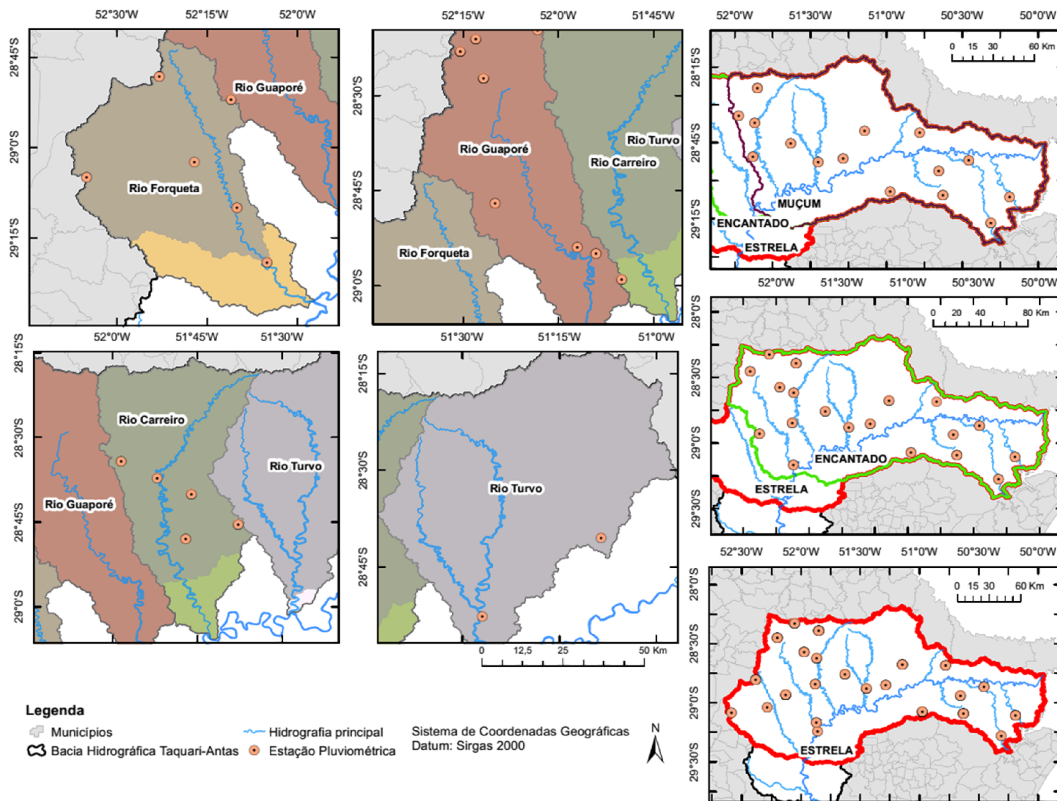 52°30'W 52°15'W 52°0'W
28°45'S
29°0'S
29°15'S
Rio Guaporé
Rio Forqueta
52°15'W 52°0'W 51°45'W
28°30'S
28°45'S
29°0'S
Rio Turvo
Rio Guaporé
Rio Carreiro
Rio Forqueta
52°0'W 51°30'W 51°0'W 50°30'W 50°0'W
0 15 30 60 Km
28°15'S
28°45'S
29°15'S
MUÇUM
ENCANTADO
ESTRELA
52°0'W 51°45'W 51°30'W
28°15'S
28°30'S
28°45'S
29°0'S
Rio Carreiro
Rio Turvo
Rio Guaporé
51°30'W 51°15'W 51°0'W
28°15'S
28°30'S
28°45'S
Rio Turvo
0 12,5 25 50 Km
52°0'W 51°30'W 51°0'W 50°30'W 50°0'W
0 20 40 80 Km
28°0'S
28°30'S
29°0'S
29°30'S
ENCANTADO
ESTRELA
52°30'W 52°0'W 51°30'W 51°0'W 50°30'W 50°0'W
0 15 30 60 Km
28°0'S
28°30'S
29°0'S
29°30'S
ESTRELA
Legenda
Municípios
Bacia Hidrográfica Taquari-Antas
Hidrografia principal
Estação Pluviométrica
Sistema de Coordenadas Geográficas
Datum: Sirgas 2000
N